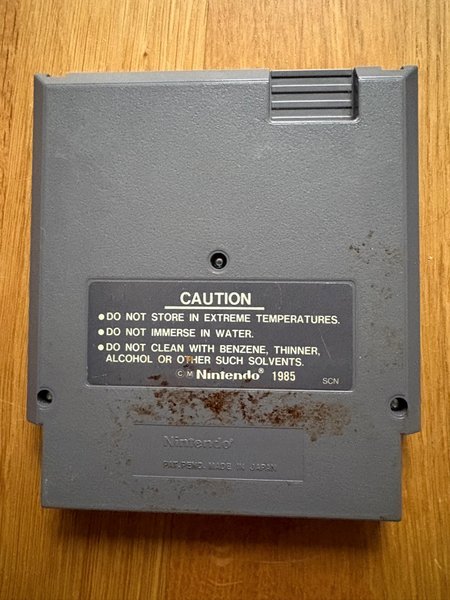 CAUTION
●DO NOT STORE IN EXTREME TEMPERATURES.
●DO NOT IMMERSE IN WATER.
●DO NOT CLEAN WITH BENZENE, THINNER,
ALCOHOL OR OTHER SUCH SOLVENTS.
Ⓒ Ⓜ Nintendo® 1985 SCN
Nintendo®
PAT.PEND. MADE IN JAPAN